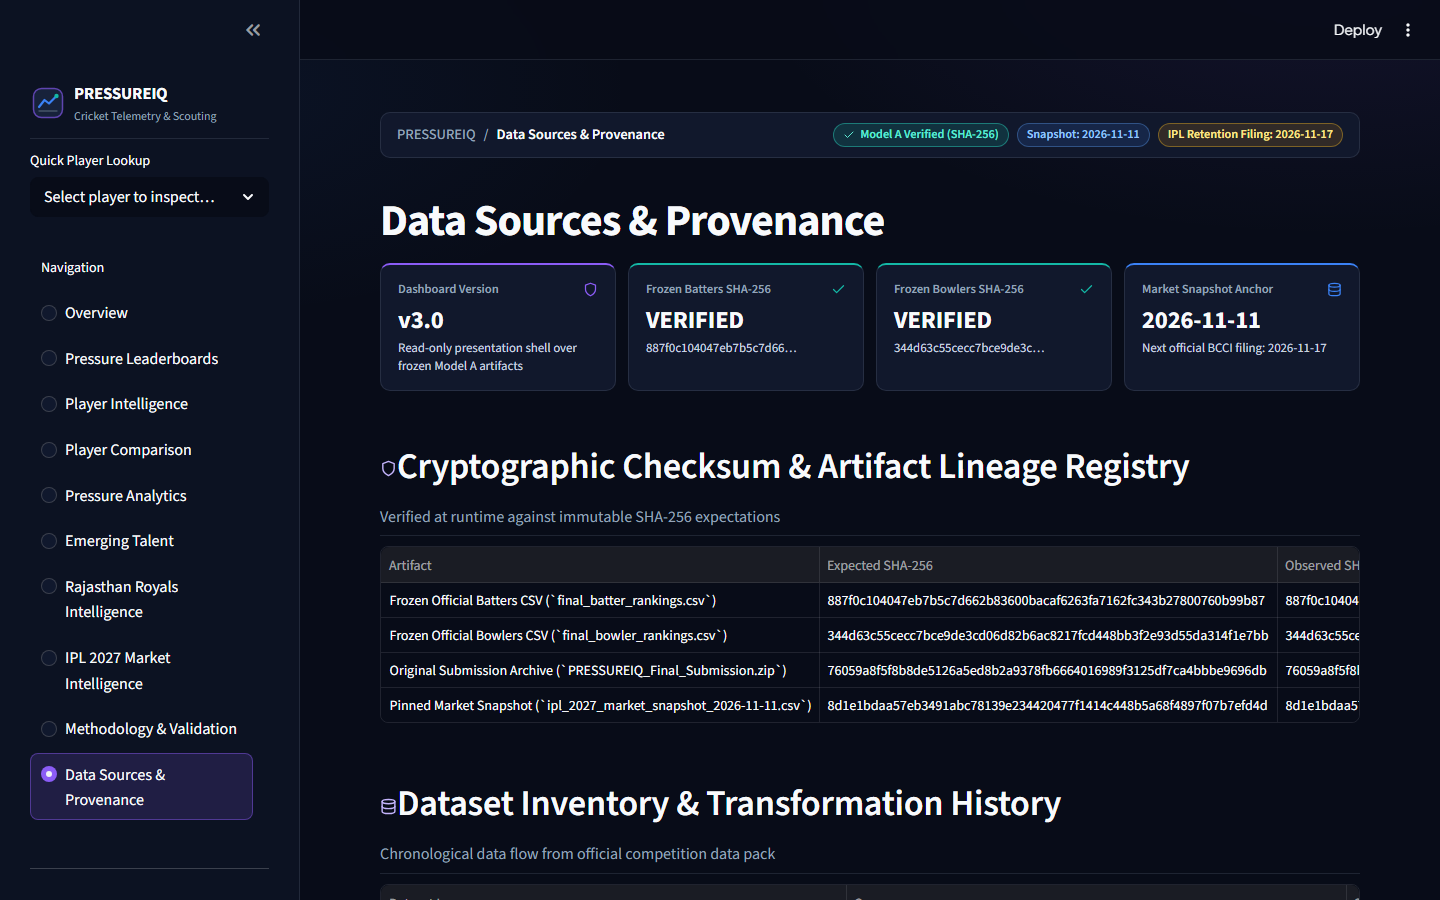 Deploy
PRESSUREIQ
Cricket Telemetry & Scouting
Quick Player Lookup
Select player to inspect...
Navigation
Overview
Pressure Leaderboards
Player Intelligence
Player Comparison
Pressure Analytics
Emerging Talent
Rajasthan Royals
Intelligence
IPL 2027 Market
Intelligence
Methodology & Validation
Data Sources &
Provenance
PRESSUREIQ / Data Sources & Provenance
Model A Verified (SHA-256)
Snapshot: 2026-11-11
IPL Retention Filing: 2026-11-17
Data Sources & Provenance
Dashboard Version
v3.0
Read-only presentation shell over
frozen Model A artifacts
Frozen Batters SHA-256
VERIFIED
887f0c104047eb7b5c7d66...
Frozen Bowlers SHA-256
VERIFIED
344d63c55cecc7bce9de3c...
Market Snapshot Anchor
2026-11-11
Next official BCCI filing: 2026-11-17
Cryptographic Checksum & Artifact Lineage Registry
Verified at runtime against immutable SHA-256 expectations
Artifact Expected SHA-256 Observed SH
Frozen Official Batters CSV (`final_batter_rankings.csv`) 887f0c104047eb7b5c7d662b83600bacaf6263fa7162fc343b27800760b99b87 887f0c10404
Frozen Official Bowlers CSV (`final_bowler_rankings.csv`) 344d63c55cecc7bce9de3cd06d82b6ac8217fcd448bb3f2e93d55da314f1e7bb 344d63c55ce
Original Submission Archive (`PRESSUREIQ_Final_Submission.zip`) 76059a8f5f8b8de5126a5ed8b2a9378fb6664016989f3125df7ca4bbbe9696db 76059a8f5f8
Pinned Market Snapshot (`ipl_2027_market_snapshot_2026-11-11.csv`) 8d1e1bdaa57eb3491abc78139e234420477f1414c448b5a68f4897f07b7efd4d 8d1e1bdaa5
Dataset Inventory & Transformation History
Chronological data flow from official competition data pack